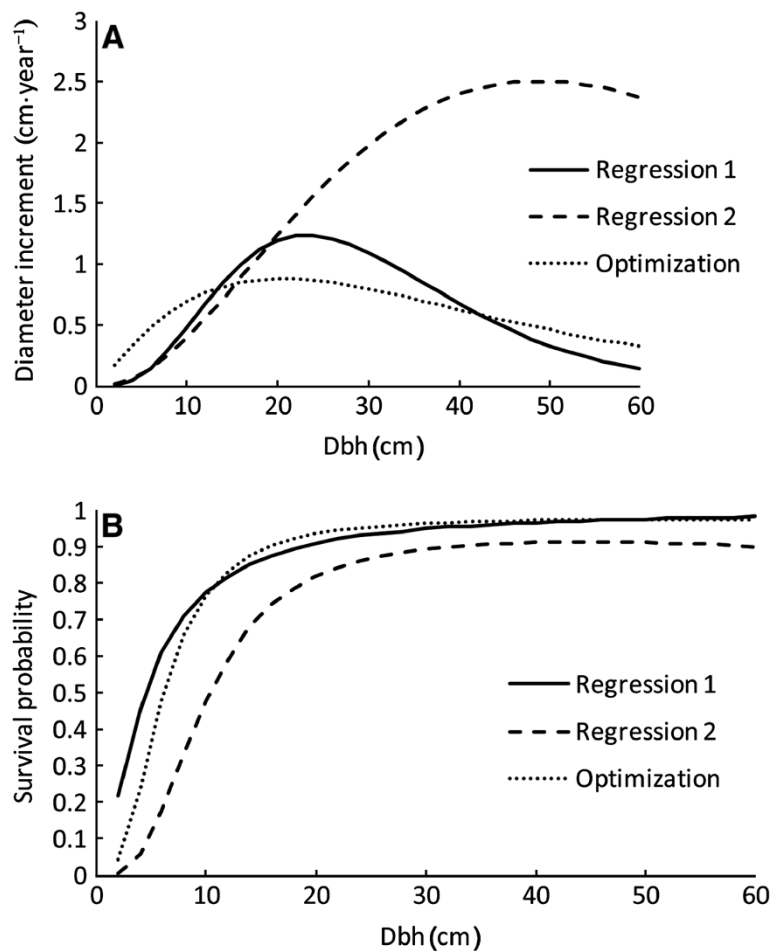 A
Diameter increment (cm·year⁻¹)
3
2.5
2
1.5
1
0.5
0
0 10 20 30 40 50 60
Dbh (cm)
Regression 1
Regression 2
Optimization
B
Survival probability
1
0.9
0.8
0.7
0.6
0.5
0.4
0.3
0.2
0.1
0
0 10 20 30 40 50 60
Dbh (cm)
Regression 1
Regression 2
Optimization